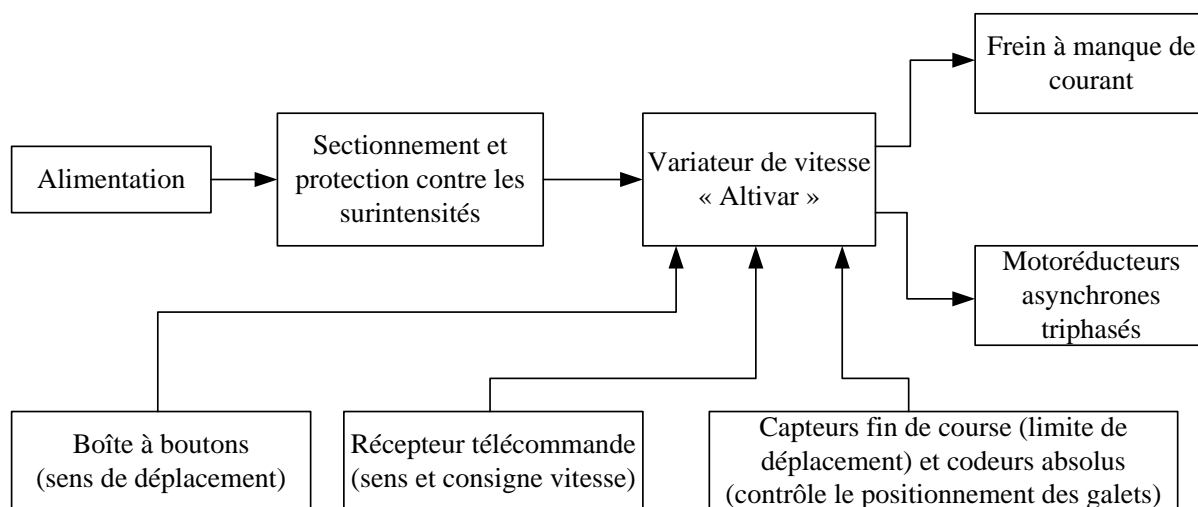 Frein à manque de
courant
Alimentation
Sectionnement et
protection contre les
surintensités
Variateur de vitesse
« Altivar »
Motoréducteurs
asynchrones
triphasés
Boîte à boutons
(sens de déplacement)
Récepteur télécommande
(sens et consigne vitesse)
Capteurs fin de course (limite de
déplacement) et codeurs absolus
(contrôle le positionnement des galets)